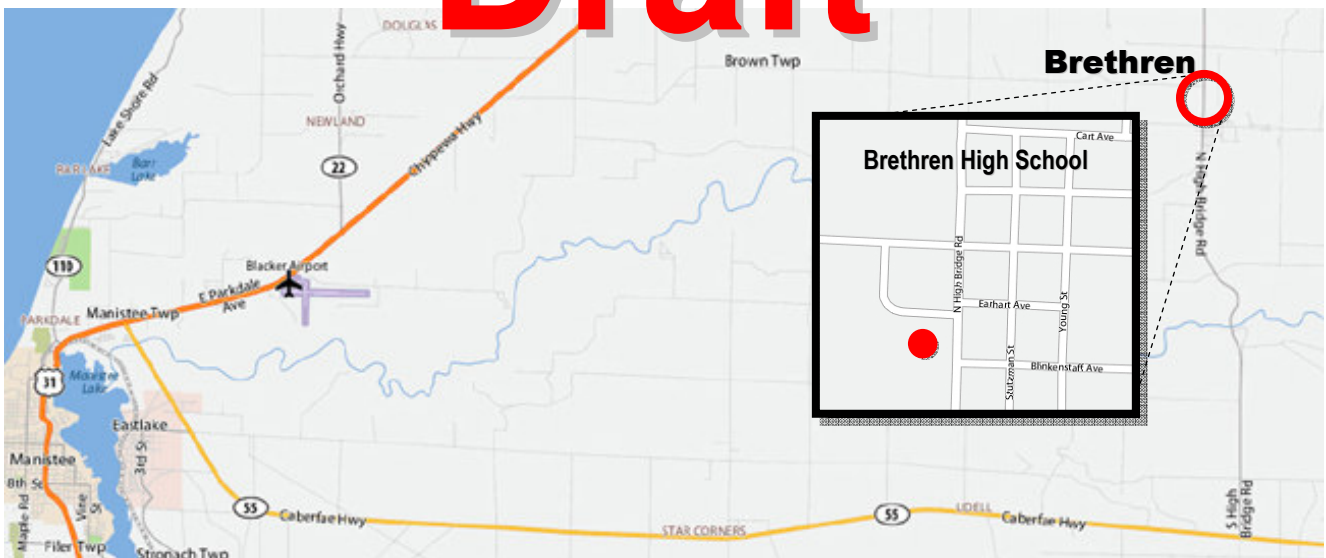 Draft
DOUGLAS
Brown Twp
Brethren
Lake Shore Rd
Orchard Hwy
NEWLAND
Chippewa Hwy
22
BAR LAKE
Barr
Lake
Cart Ave
Brethren High School
N High Bridge Rd
N High Bridge Rd
110
Blacker Airport
E Parkdale
Ave
Manistee Twp
PARKDALE
Earhart Ave
Young St
Stutzman St
Blinkenstaff Ave
31
Manistee
Lake
Eastlake
3rd St
Manistee
8th St
Maple Rd
Vine
St
Filer Twp
Stronach Twp
55
Caberfae Hwy
STAR CORNERS
55
UDELL
Caberfae Hwy
S High
Bridge Rd